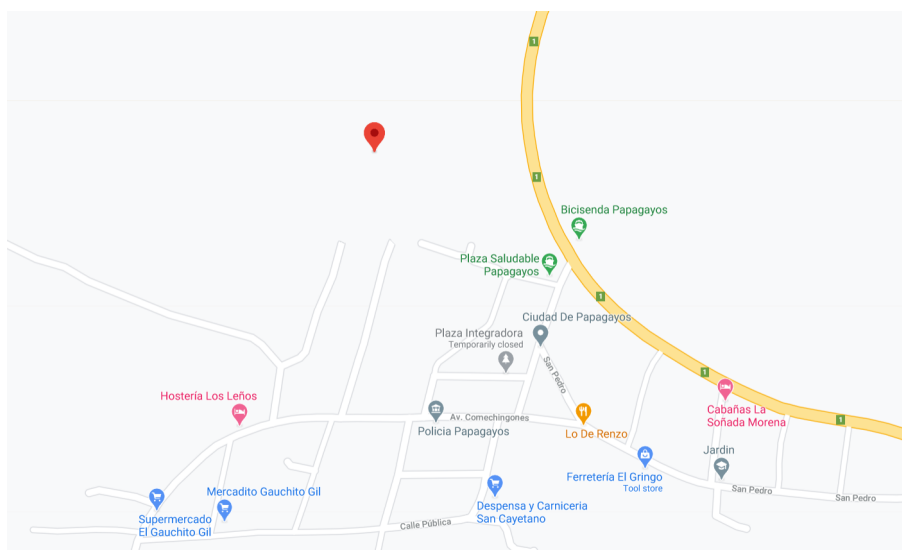 1
1
Bicisenda Papagayos
Plaza Saludable
Papagayos
1
Ciudad De Papagayos
Plaza Integradora
Temporarily closed
San Pedro
1
Hostería Los Leños
Cabañas La
Soñada Morena
1
Av. Comechingones
Policia Papagayos
Lo De Renzo
Jardin
Ferretería El Gringo
Tool store
Mercadito Gauchito Gil
San Pedro
San Pedro
Despensa y Carniceria
San Cayetano
Supermercado
El Gauchito Gil
Calle Pública